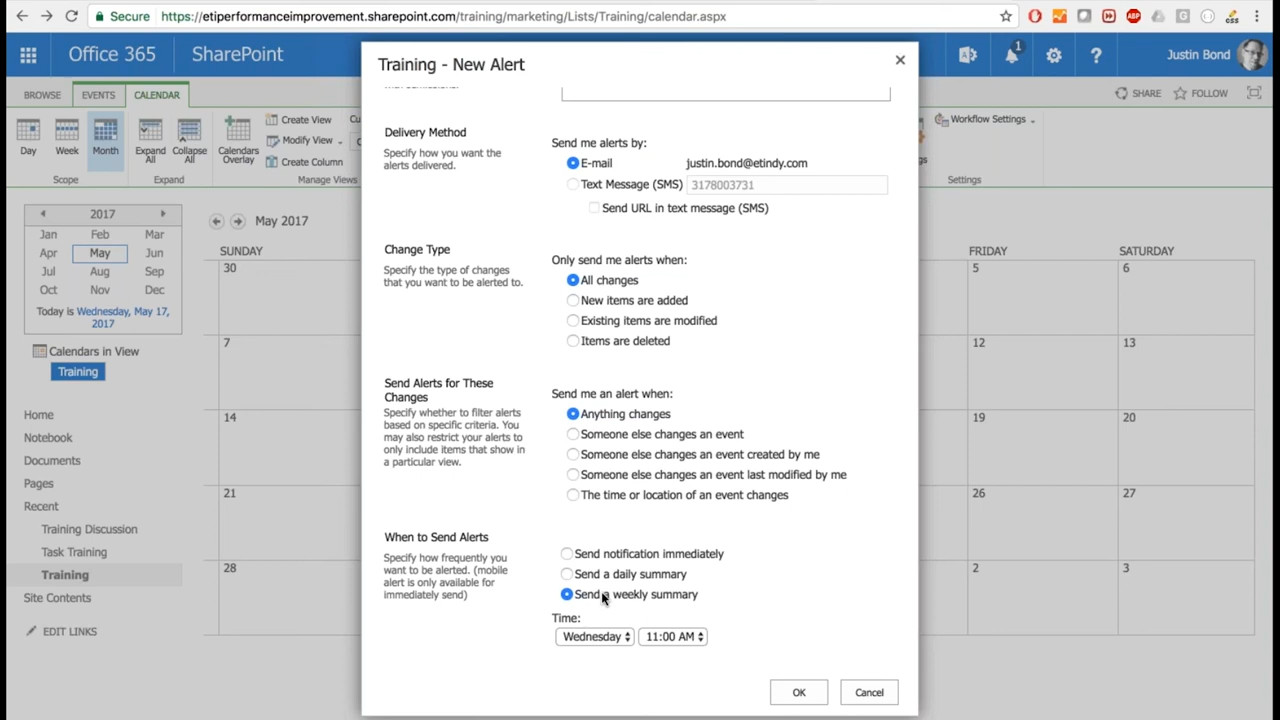 Secure https://etiperformanceimprovement.sharepoint.com/training/marketing/Lists/Training/calendar.aspx
ABP
G
css
Office 365
SharePoint
1
?
Justin Bond
BROWSE
EVENTS
CALENDAR
SHARE
FOLLOW
Day
Week
Month
Scope
Expand All
Collapse All
Expand
Calendars Overlay
Create View
Modify View
Create Column
Manage Views
Workflow Settings
Settings
2017
Jan Feb Mar
Apr May Jun
Jul Aug Sep
Oct Nov Dec
Today is Wednesday, May 17,
2017
Calendars in View
Training
Home
Notebook
Documents
Pages
Recent
Training Discussion
Task Training
Training
Site Contents
EDIT LINKS
May 2017
SUNDAY FRIDAY SATURDAY
30 5 6
7 12 13
14 19 20
21 26 27
28 2 3
Training - New Alert
Delivery Method
Specify how you want the
alerts delivered.
Send me alerts by:
E-mail justin.bond@etindy.com
Text Message (SMS) 3178003731
Send URL in text message (SMS)
Change Type
Specify the type of changes
that you want to be alerted to.
Only send me alerts when:
All changes
New items are added
Existing items are modified
Items are deleted
Send Alerts for These
Changes
Specify whether to filter alerts
based on specific criteria. You
may also restrict your alerts to
only include items that show in
a particular view.
Send me an alert when:
Anything changes
Someone else changes an event
Someone else changes an event created by me
Someone else changes an event last modified by me
The time or location of an event changes
When to Send Alerts
Specify how frequently you
want to be alerted. (mobile
alert is only available for
immediately send)
Send notification immediately
Send a daily summary
Send a weekly summary
Time:
Wednesday 11:00 AM
OK
Cancel